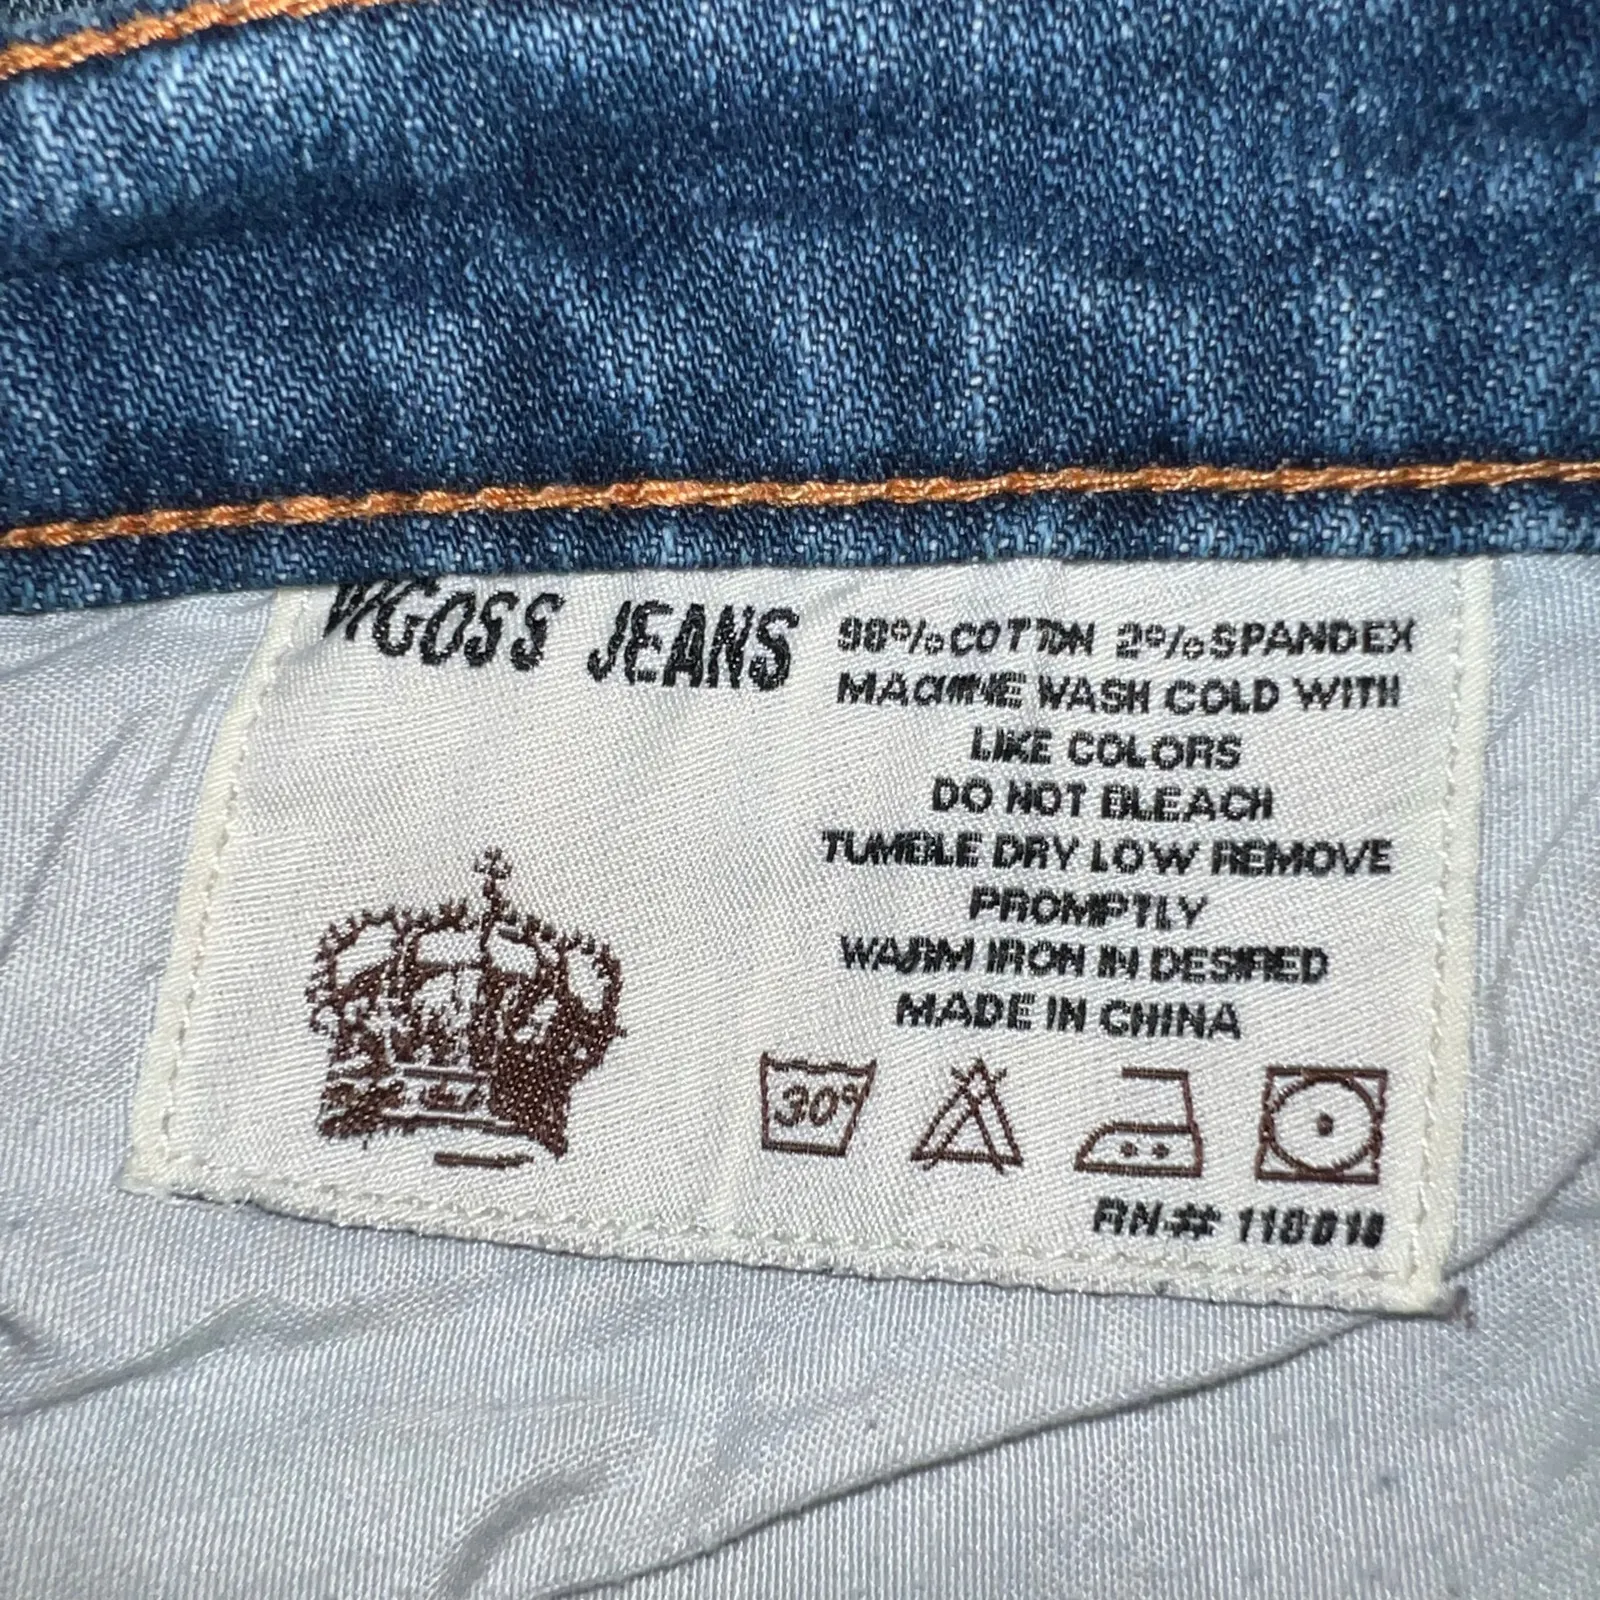 WGOSS JEANS
98% COTTON 2% SPANDEX
MACHINE WASH COLD WITH
LIKE COLORS
DO NOT BLEACH
TUMBLE DRY LOW REMOVE
PROMPTLY
WARM IRON IN DESIRED
MADE IN CHINA
30°
RN#